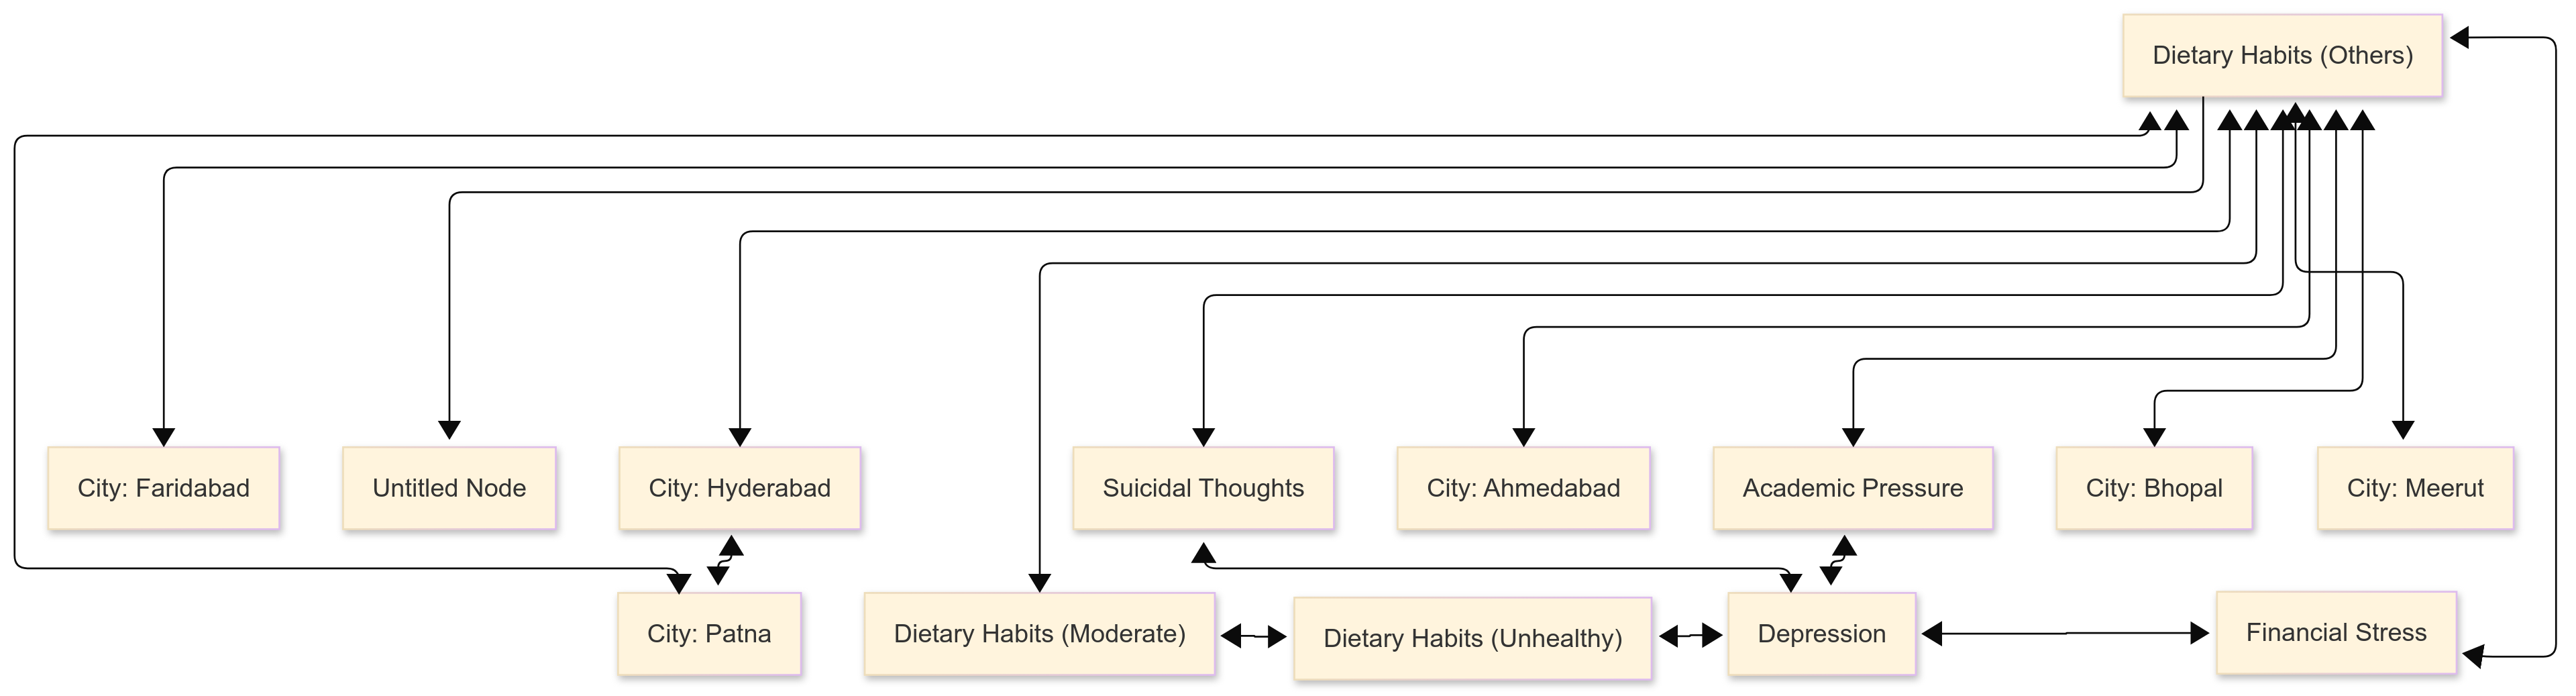 Dietary Habits (Others)
City: Faridabad
Untitled Node
City: Hyderabad
Suicidal Thoughts
City: Ahmedabad
Academic Pressure
City: Bhopal
City: Meerut
City: Patna
Dietary Habits (Moderate)
Dietary Habits (Unhealthy)
Depression
Financial Stress